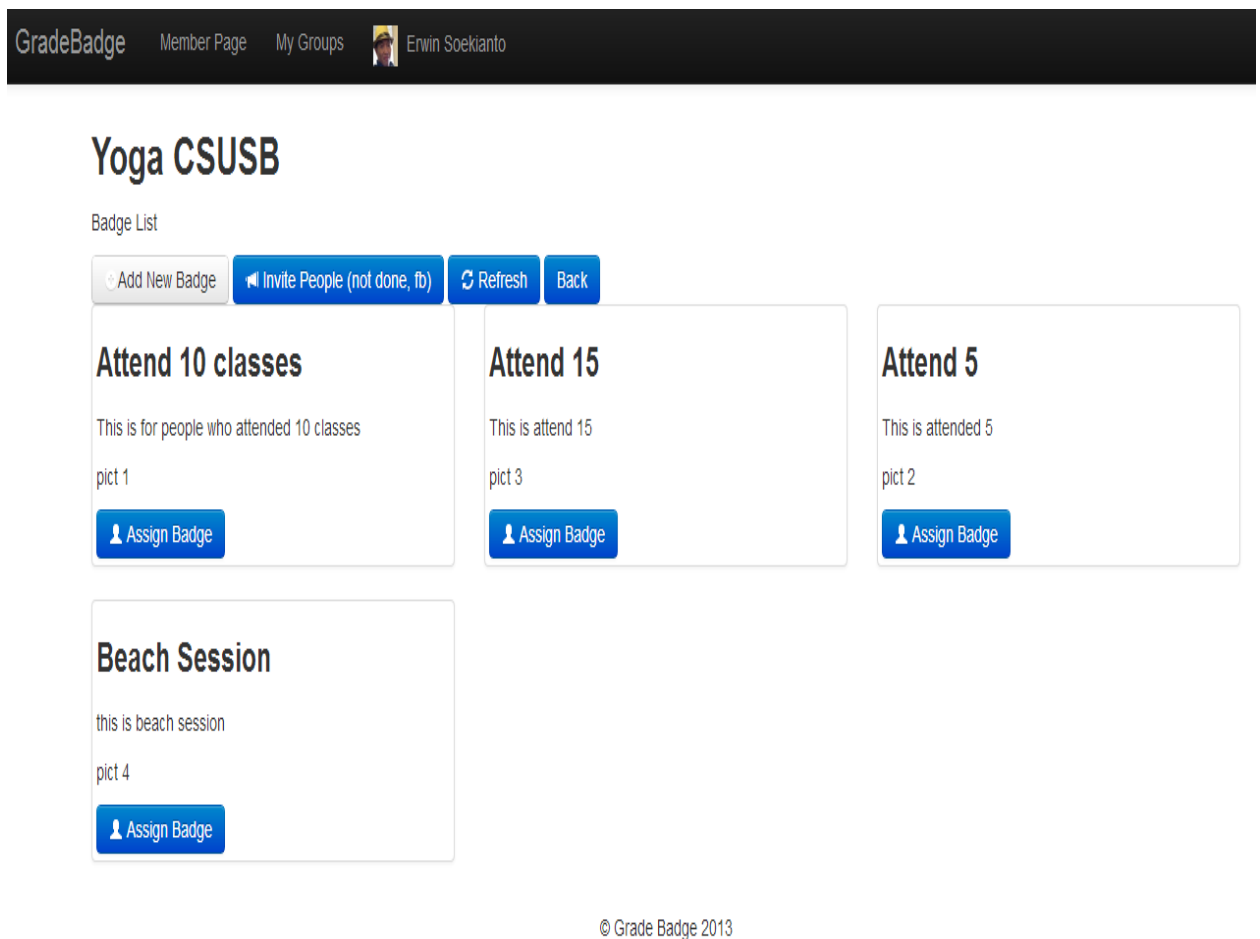 GradeBadge Member Page My Groups Erwin Soekianto
Yoga CSUSB
Badge List
Add New Badge Invite People (not done, fb) Refresh Back
Attend 10 classes
This is for people who attended 10 classes
pict 1
Assign Badge
Attend 15
This is attend 15
pict 3
Assign Badge
Attend 5
This is attended 5
pict 2
Assign Badge
Beach Session
this is beach session
pict 4
Assign Badge
© Grade Badge 2013